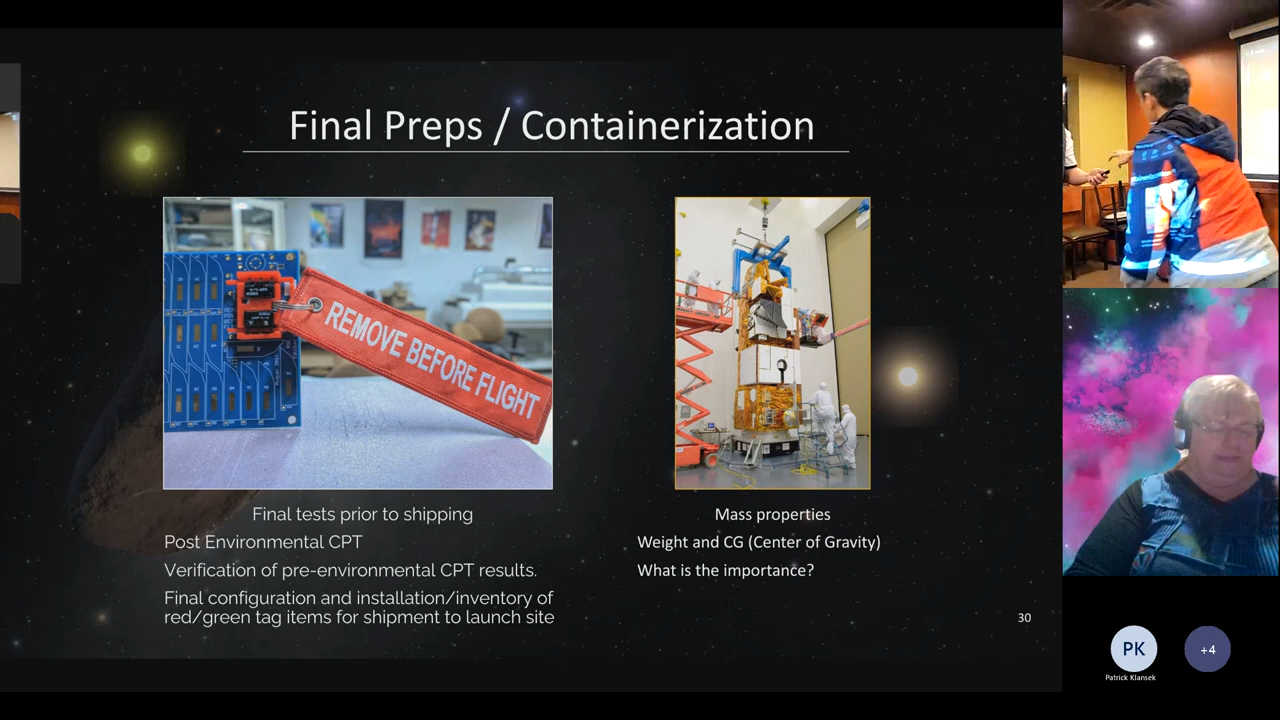 Final Preps / Containerization
REMOVE BEFORE FLIGHT
Final tests prior to shipping
Post Environmental CPT
Verification of pre-environmental CPT results.
Final configuration and installation/inventory of
red/green tag items for shipment to launch site
Mass properties
Weight and CG (Center of Gravity)
What is the importance?
30
PK
+4
Patrick Klansek